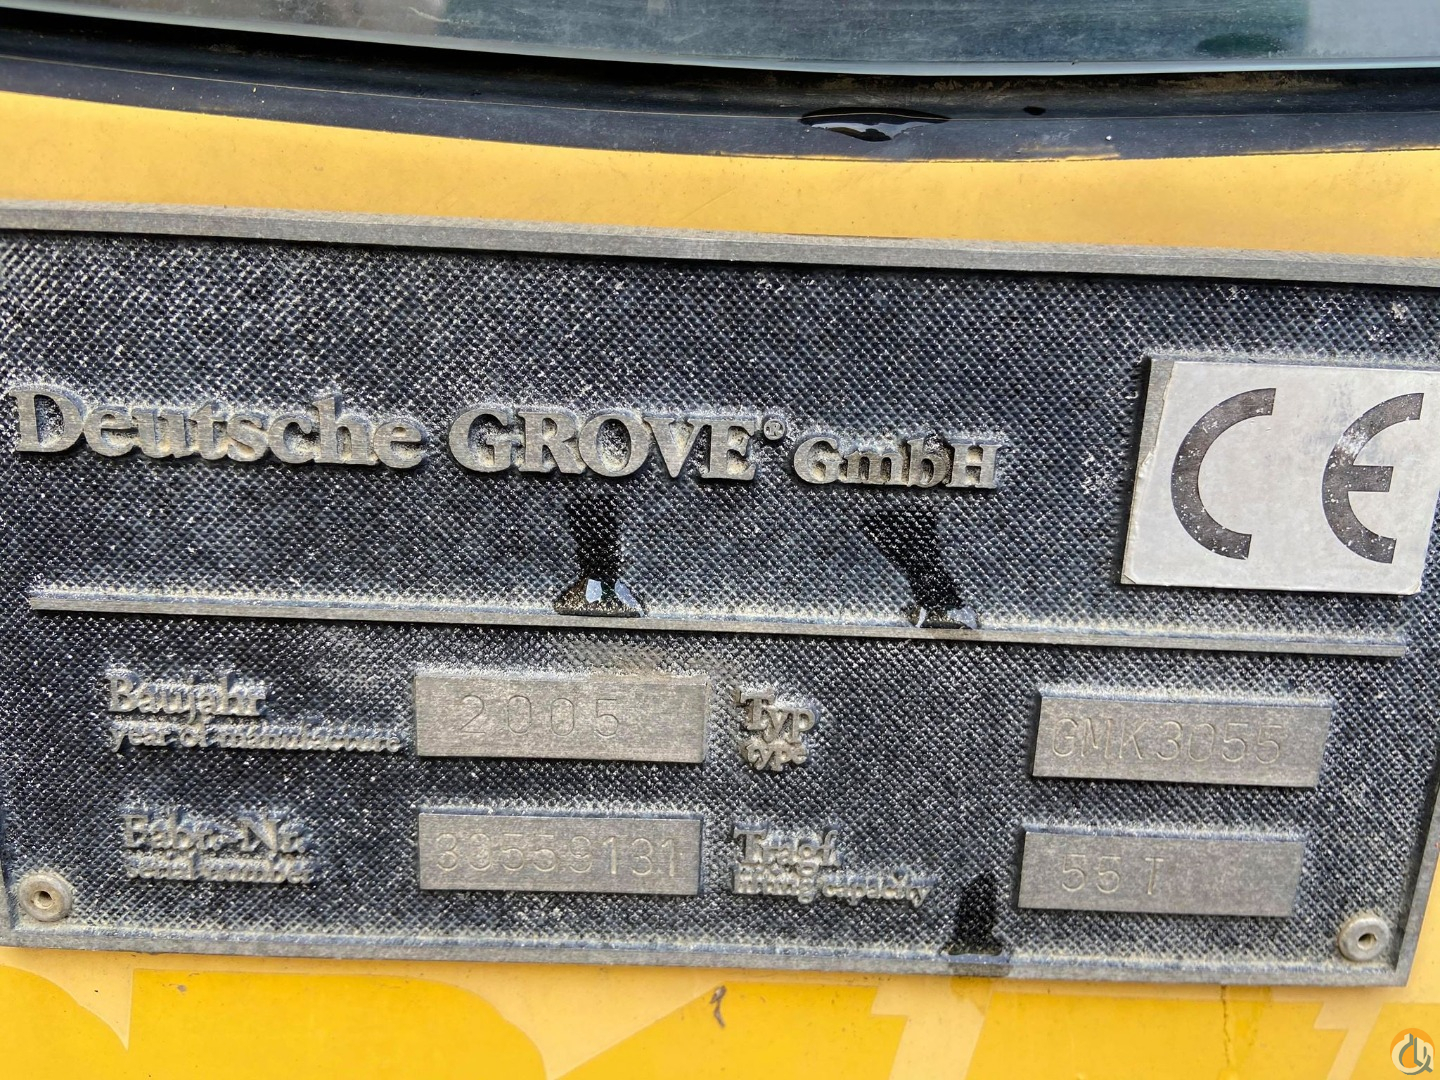 Deutsche GROVE® GmbH
CE
Baujahr 2005 Typ GMK3055
year of manufacture type
Fabr.-Nr. 30559131 Tragf. 55 T
serial number lifting capacity